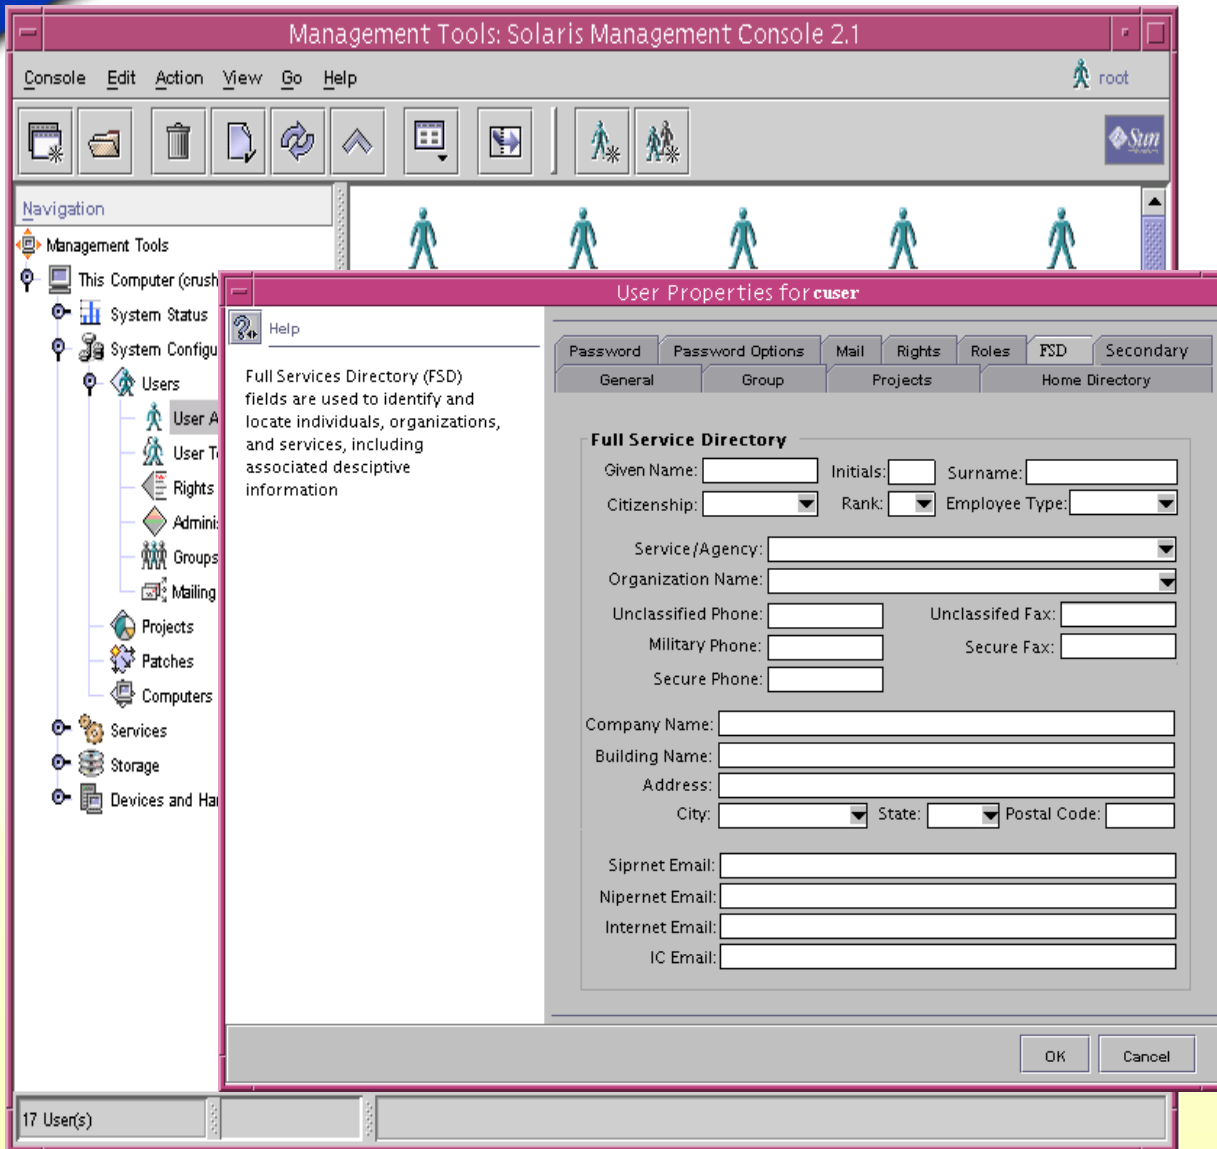 Management Tools: Solaris Management Console 2.1
Console Edit Action View Go Help
root
Sun
Navigation
Management Tools
This Computer (crush
System Status
System Configu
Users
User A
User T
Rights
Adminis
Groups
Mailing
Projects
Patches
Computers
Services
Storage
Devices and Har
17 User(s)
User Properties for cuser
Help
Full Services Directory (FSD)
fields are used to identify and
locate individuals, organizations,
and services, including
associated desciptive
information
Password Password Options Mail Rights Roles FSD Secondary
General Group Projects Home Directory
Full Service Directory
Given Name: Initials: Surname:
Citizenship: Rank: Employee Type:
Service/Agency:
Organization Name:
Unclassified Phone: Unclassifed Fax:
Military Phone: Secure Fax:
Secure Phone:
Company Name:
Building Name:
Address:
City: State: Postal Code:
Siprnet Email:
Nipernet Email:
Internet Email:
IC Email:
OK Cancel